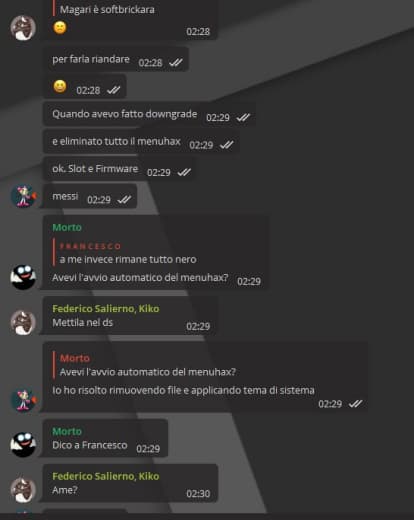 Magari è softbrickara
02:28
per farla riandare 02:28
02:28
Quando avevo fatto downgrade 02:29
e eliminato tutto il menuhax 02:29
ok, Slot e Firmware 02:29
messi 02:29
Morto
FRANCESCO
a me invece rimane tutto nero
Avevi l'avvio automatico del menuhax? 02:29
Federico Salierno, Kiko
Mettila nel ds 02:29
Morto
Avevi l'avvio automatico del menuhax?
Io ho risolto rimuovendo file e applicando tema di sistema
02:29
Morto
Dico a Francesco 02:29
Federico Salierno, Kiko
Ame? 02:30